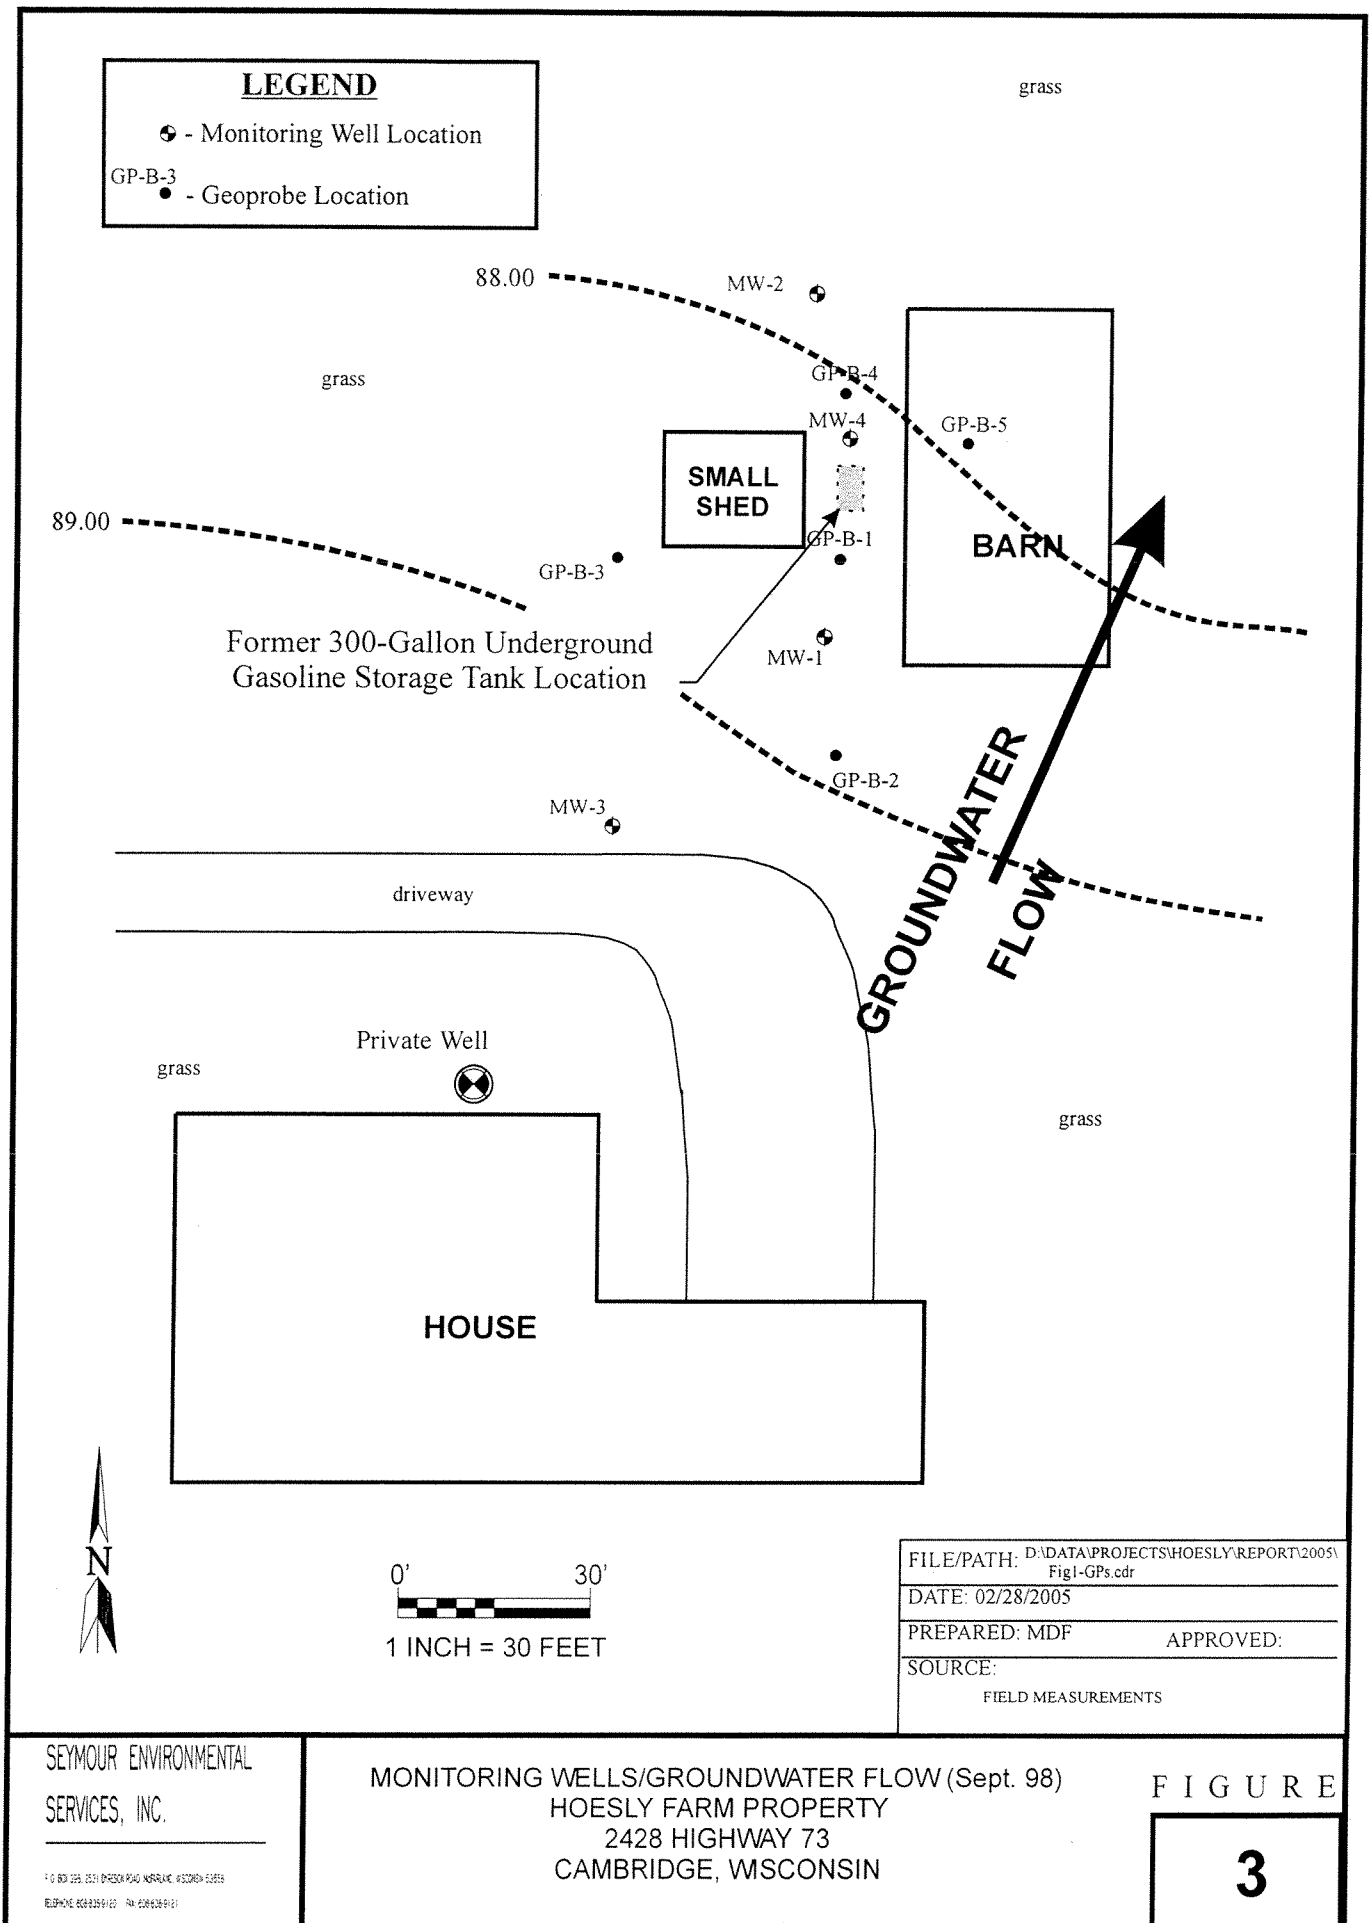 LEGEND
- Monitoring Well Location
GP-B-3
- Geoprobe Location
grass
88.00
MW-2
grass
GP-B-4
MW-4
GP-B-5
SMALL
SHED
89.00
GP-B-1
BARN
GP-B-3
Former 300-Gallon Underground
Gasoline Storage Tank Location
MW-1
GP-B-2
MW-3
GROUNDWATER
FLOW
driveway
Private Well
grass
grass
HOUSE
N
0' 30'
1 INCH = 30 FEET
FILE/PATH: D:\DATA\PROJECTS\HOESLY\REPORT\2005\
Fig1-GPs.cdr
DATE: 02/28/2005
PREPARED: MDF APPROVED:
SOURCE:
FIELD MEASUREMENTS
SEYMOUR ENVIRONMENTAL
SERVICES, INC.
MONITORING WELLS/GROUNDWATER FLOW (Sept. 98)
HOESLY FARM PROPERTY
2428 HIGHWAY 73
CAMBRIDGE, WISCONSIN
FIGURE
3